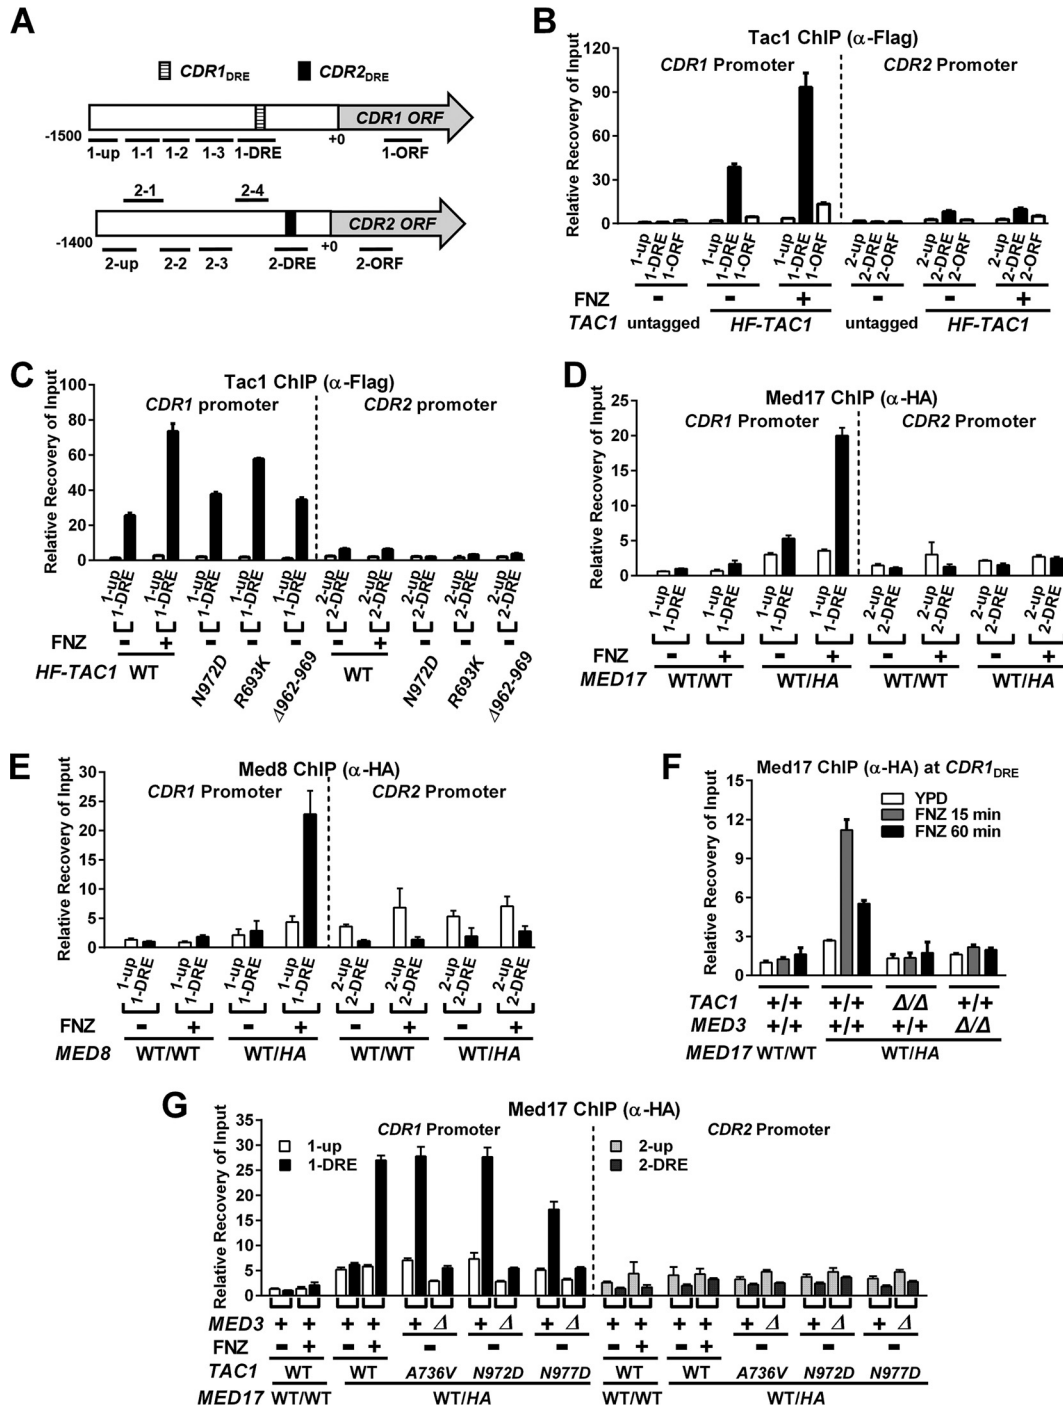 A
CDR1DRE
CDR2DRE
CDR1 ORF
-1500
+0
1-up 1-1 1-2 1-3 1-DRE 1-ORF
2-1 2-4
CDR2 ORF
-1400
+0
2-up 2-2 2-3 2-DRE 2-ORF
B
Tac1 ChIP (α-Flag)
CDR1 Promoter
CDR2 Promoter
Relative Recovery of Input
120
90
60
30
0
1-up 1-DRE 1-ORF 1-up 1-DRE 1-ORF 1-up 1-DRE 1-ORF 2-up 2-DRE 2-ORF 2-up 2-DRE 2-ORF 2-up 2-DRE 2-ORF
FNZ - - + - - +
TAC1 untagged HF-TAC1 untagged HF-TAC1
C
Tac1 ChIP (α-Flag)
CDR1 promoter
CDR2 promoter
Relative Recovery of Input
100
80
60
40
20
0
1-up 1-DRE 1-up 1-DRE 1-up 1-DRE 1-up 1-DRE 1-up 1-DRE 2-up 2-DRE 2-up 2-DRE 2-up 2-DRE 2-up 2-DRE 2-up 2-DRE
FNZ - + - - - - + - - -
HF-TAC1 WT N972D R693K Δ962-969 WT N972D R693K Δ962-969
D
Med17 ChIP (α-HA)
CDR1 Promoter
CDR2 Promoter
Relative Recovery of Input
25
20
15
10
5
0
1-up 1-DRE 1-up 1-DRE 1-up 1-DRE 1-up 1-DRE 2-up 2-DRE 2-up 2-DRE 2-up 2-DRE 2-up 2-DRE
FNZ - + - + - + - +
MED17 WT/WT WT/HA WT/WT WT/HA
E
Med8 ChIP (α-HA)
CDR1 Promoter
CDR2 Promoter
Relative Recovery of Input
30
25
20
15
10
5
0
1-up 1-DRE 1-up 1-DRE 1-up 1-DRE 1-up 1-DRE 2-up 2-DRE 2-up 2-DRE 2-up 2-DRE 2-up 2-DRE
FNZ - + - + - + - +
MED8 WT/WT WT/HA WT/WT WT/HA
F
Med17 ChIP (α-HA) at CDR1DRE
Relative Recovery of Input
15
12
9
6
3
0
YPD
FNZ 15 min
FNZ 60 min
TAC1 +/+ +/+ Δ/Δ +/+
MED3 +/+ +/+ +/+ Δ/Δ
MED17 WT/WT WT/HA
G
Med17 ChIP (α-HA)
CDR1 Promoter
CDR2 Promoter
Relative Recovery of Input
35
30
25
20
15
10
5
0
1-up
1-DRE
2-up
2-DRE
MED3 + + + + + Δ + Δ + Δ + + + + + Δ + Δ + Δ
FNZ - + - + - - - - + - + - - -
TAC1 WT WT A736V N972D N977D WT WT A736V N972D N977D
MED17 WT/WT WT/HA WT/WT WT/HA